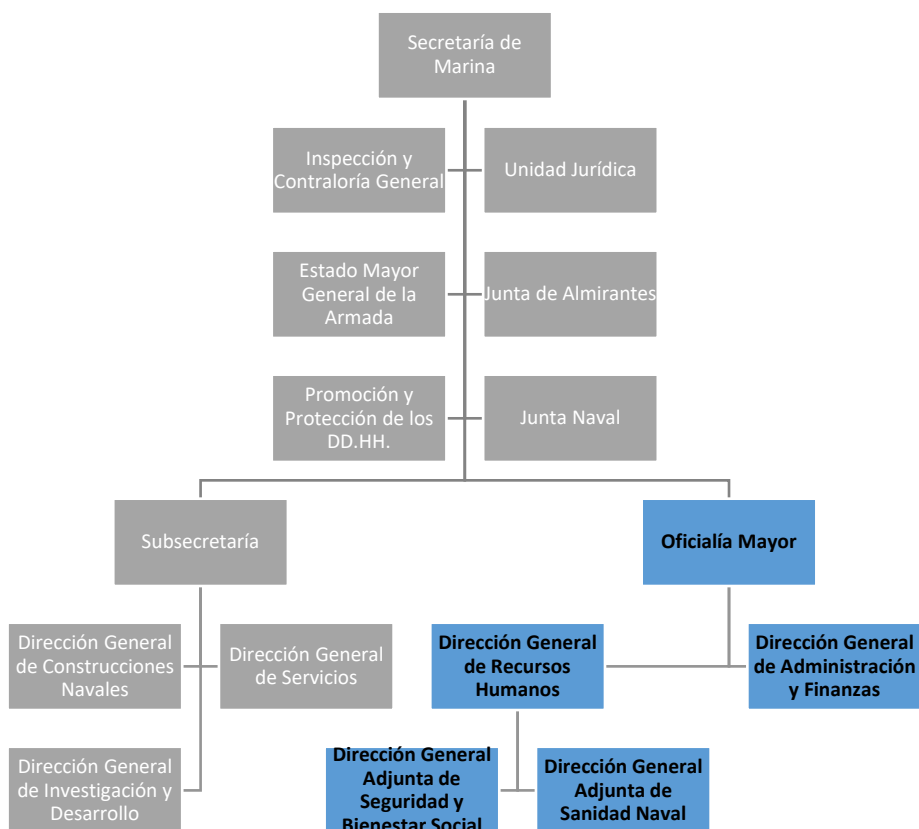 Secretaría de
Marina
Inspección y
Contraloría General
Unidad Jurídica
Estado Mayor
General de la
Armada
Junta de Almirantes
Promoción y
Protección de los
DD.HH.
Junta Naval
Subsecretaría
Oficialía Mayor
Dirección General
de Construcciones
Navales
Dirección General
de Servicios
Dirección General
de Recursos
Humanos
Dirección General
de Administración
y Finanzas
Dirección General
de Investigación y
Desarrollo
Dirección General
Adjunta de
Seguridad y
Bienestar Social
Dirección General
Adjunta de
Sanidad Naval